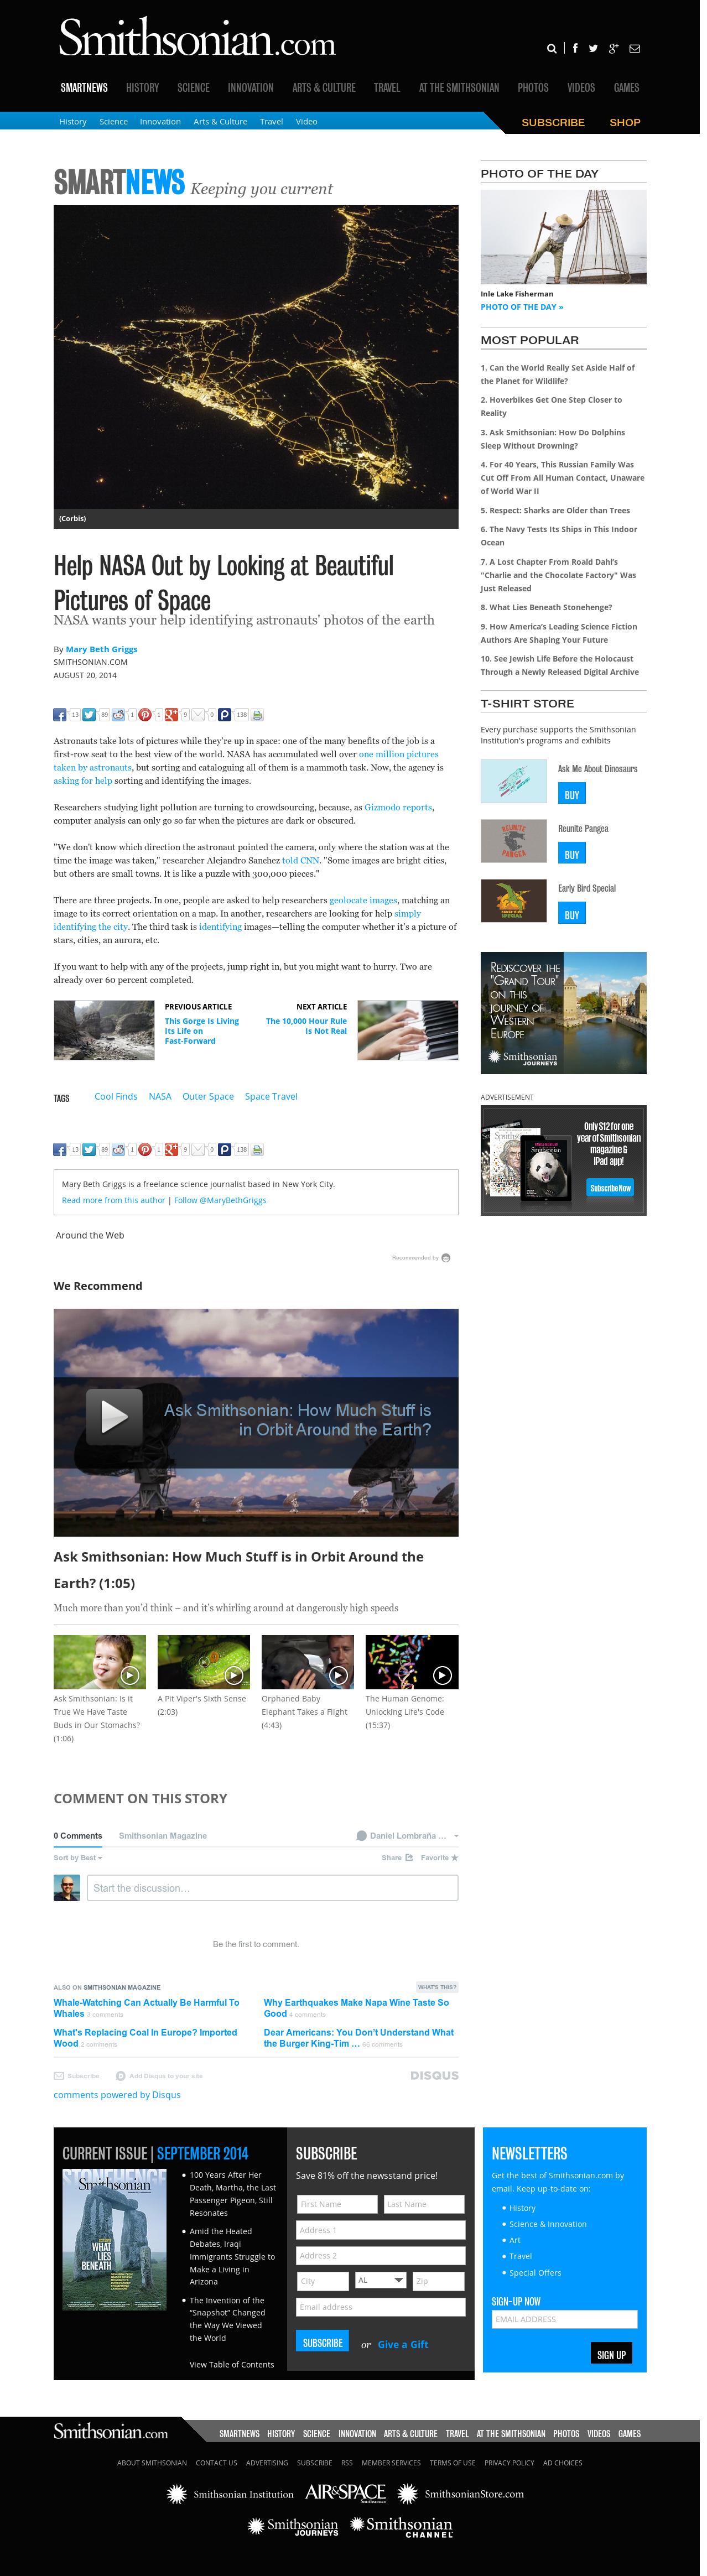 Smithsonian.com
SMARTNEWS HISTORY SCIENCE INNOVATION ARTS & CULTURE TRAVEL AT THE SMITHSONIAN PHOTOS VIDEOS GAMES
History Science Innovation Arts & Culture Travel Video
SUBSCRIBE SHOP
SMARTNEWS Keeping you current
(Corbis)
Help NASA Out by Looking at Beautiful
Pictures of Space
NASA wants your help identifying astronauts' photos of the earth
By Mary Beth Griggs
SMITHSONIAN.COM
AUGUST 20, 2014
13 89 1 1 9 0 138
Astronauts take lots of pictures while they're up in space: one of the many benefits of the job is a
first-row seat to the best view of the world. NASA has accumulated well over one million pictures
taken by astronauts, but sorting and cataloging all of them is a mammoth task. Now, the agency is
asking for help sorting and identifying the images.
Researchers studying light pollution are turning to crowdsourcing, because, as Gizmodo reports,
computer analysis can only go so far when the pictures are dark or obscured.
"We don't know which direction the astronaut pointed the camera, only where the station was at the
time the image was taken," researcher Alejandro Sanchez told CNN. "Some images are bright cities,
but others are small towns. It is like a puzzle with 300,000 pieces."
There are three projects. In one, people are asked to help researchers geolocate images, matching an
image to its correct orientation on a map. In another, researchers are looking for help simply
identifying the city. The third task is identifying images—telling the computer whether it's a picture of
stars, cities, an aurora, etc.
If you want to help with any of the projects, jump right in, but you might want to hurry. Two are
already over 60 percent completed.
PREVIOUS ARTICLE
This Gorge Is Living
Its Life on
Fast-Forward
NEXT ARTICLE
The 10,000 Hour Rule
Is Not Real
TAGS Cool Finds NASA Outer Space Space Travel
13 89 1 1 9 0 138
Mary Beth Griggs is a freelance science journalist based in New York City.
Read more from this author | Follow @MaryBethGriggs
Around the Web
Recommended by
We Recommend
Ask Smithsonian: How Much Stuff is
in Orbit Around the Earth?
Ask Smithsonian: How Much Stuff is in Orbit Around the
Earth? (1:05)
Much more than you'd think – and it's whirling around at dangerously high speeds
Ask Smithsonian: Is it
True We Have Taste
Buds in Our Stomachs?
(1:06)
A Pit Viper's Sixth Sense
(2:03)
Orphaned Baby
Elephant Takes a Flight
(4:43)
The Human Genome:
Unlocking Life's Code
(15:37)
COMMENT ON THIS STORY
0 Comments Smithsonian Magazine Daniel Lombraña ...
Sort by Best Share Favorite
Start the discussion...
Be the first to comment.
ALSO ON SMITHSONIAN MAGAZINE WHAT'S THIS?
Whale-Watching Can Actually Be Harmful To
Whales 3 comments
Why Earthquakes Make Napa Wine Taste So
Good 4 comments
What's Replacing Coal In Europe? Imported
Wood 2 comments
Dear Americans: You Don't Understand What
the Burger King-Tim ... 66 comments
Subscribe Add Disqus to your site DISQUS
comments powered by Disqus
PHOTO OF THE DAY
Inle Lake Fisherman
PHOTO OF THE DAY »
MOST POPULAR
1. Can the World Really Set Aside Half of
the Planet for Wildlife?
2. Hoverbikes Get One Step Closer to
Reality
3. Ask Smithsonian: How Do Dolphins
Sleep Without Drowning?
4. For 40 Years, This Russian Family Was
Cut Off From All Human Contact, Unaware
of World War II
5. Respect: Sharks are Older than Trees
6. The Navy Tests Its Ships in This Indoor
Ocean
7. A Lost Chapter From Roald Dahl's
"Charlie and the Chocolate Factory" Was
Just Released
8. What Lies Beneath Stonehenge?
9. How America's Leading Science Fiction
Authors Are Shaping Your Future
10. See Jewish Life Before the Holocaust
Through a Newly Released Digital Archive
T-SHIRT STORE
Every purchase supports the Smithsonian
Institution's programs and exhibits
Ask Me About Dinosaurs
BUY
REUNITE
PANGEA
Reunite Pangea
BUY
EARLY BIRD
SPECIAL
Early Bird Special
BUY
REDISCOVER THE
"GRAND TOUR"
ON THIS
JOURNEY OF
WESTERN
EUROPE
Smithsonian
JOURNEYS
ADVERTISEMENT
Only $12 for one
year of Smithsonian
magazine &
iPad app!
Subscribe Now
CURRENT ISSUE | SEPTEMBER 2014
Smithsonian
WHAT
LIES
BENEATH
100 Years After Her
Death, Martha, the Last
Passenger Pigeon, Still
Resonates
Amid the Heated
Debates, Iraqi
Immigrants Struggle to
Make a Living in
Arizona
The Invention of the
"Snapshot" Changed
the Way We Viewed
the World
View Table of Contents
SUBSCRIBE
Save 81% off the newsstand price!
First Name Last Name
Address 1
Address 2
City AL Zip
Email address
SUBSCRIBE or Give a Gift
NEWSLETTERS
Get the best of Smithsonian.com by
email. Keep up-to-date on:
History
Science & Innovation
Art
Travel
Special Offers
SIGN-UP NOW
EMAIL ADDRESS
SIGN UP
Smithsonian.com
SMARTNEWS HISTORY SCIENCE INNOVATION ARTS & CULTURE TRAVEL AT THE SMITHSONIAN PHOTOS VIDEOS GAMES
ABOUT SMITHSONIAN CONTACT US ADVERTISING SUBSCRIBE RSS MEMBER SERVICES TERMS OF USE PRIVACY POLICY AD CHOICES
Smithsonian Institution AIR&SPACE Smithsonian SmithsonianStore.com
Smithsonian JOURNEYS Smithsonian CHANNEL